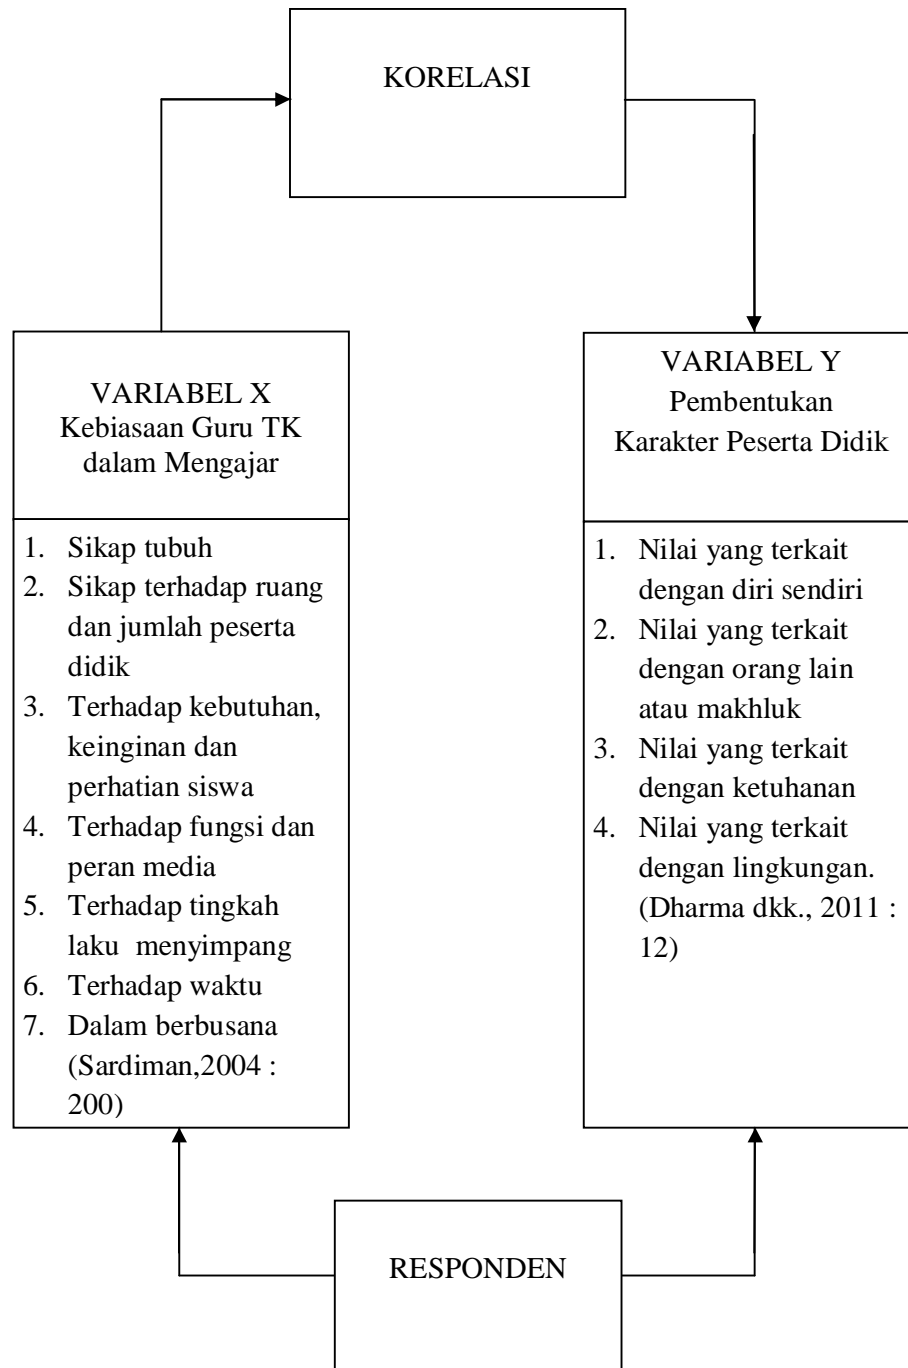 KORELASI
VARIABEL X
Kebiasaan Guru TK
dalam Mengajar
1. Sikap tubuh
2. Sikap terhadap ruang
dan jumlah peserta
didik
3. Terhadap kebutuhan,
keinginan dan
perhatian siswa
4. Terhadap fungsi dan
peran media
5. Terhadap tingkah
laku menyimpang
6. Terhadap waktu
7. Dalam berbusana
(Sardiman,2004 :
200)
VARIABEL Y
Pembentukan
Karakter Peserta Didik
1. Nilai yang terkait
dengan diri sendiri
2. Nilai yang terkait
dengan orang lain
atau makhluk
3. Nilai yang terkait
dengan ketuhanan
4. Nilai yang terkait
dengan lingkungan.
(Dharma dkk., 2011 :
12)
RESPONDEN